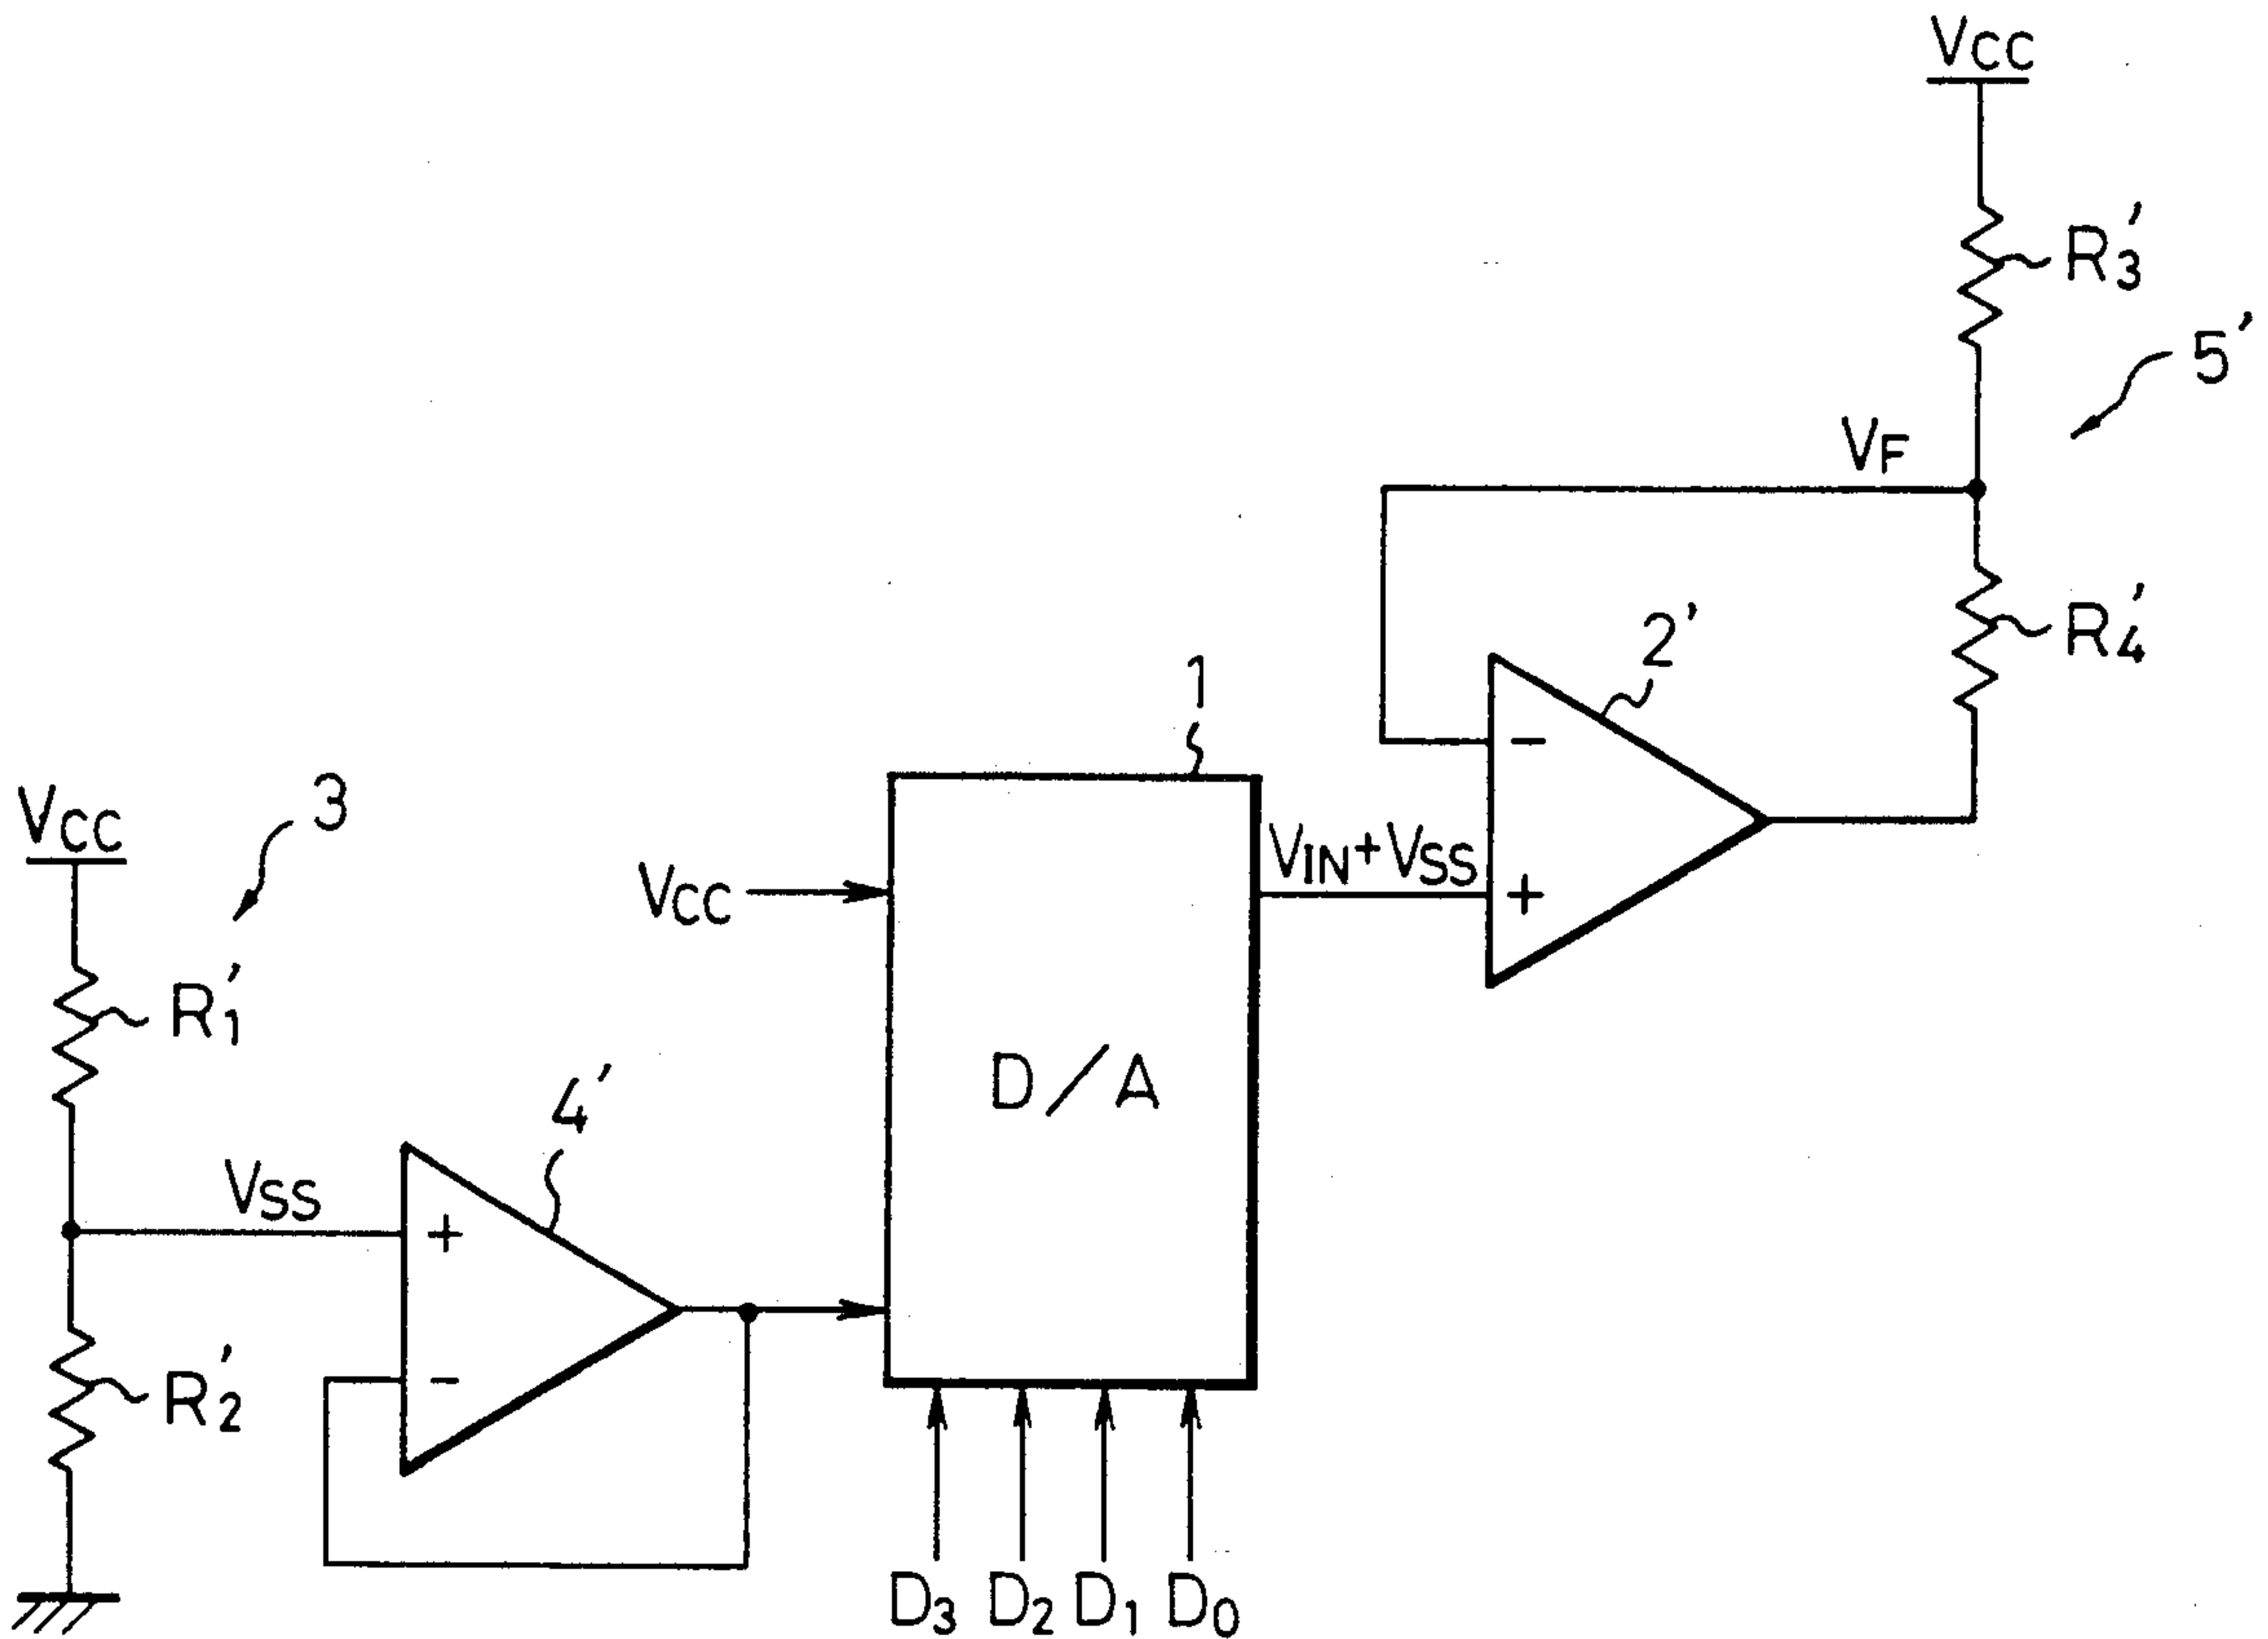 VCC
R3'
5'
VF
2'
R4'
1
VCC
3
VCC
VIN+VSS
-
+
R1'
D/A
4'
VSS
+
-
R2'
D3 D2 D1 D0